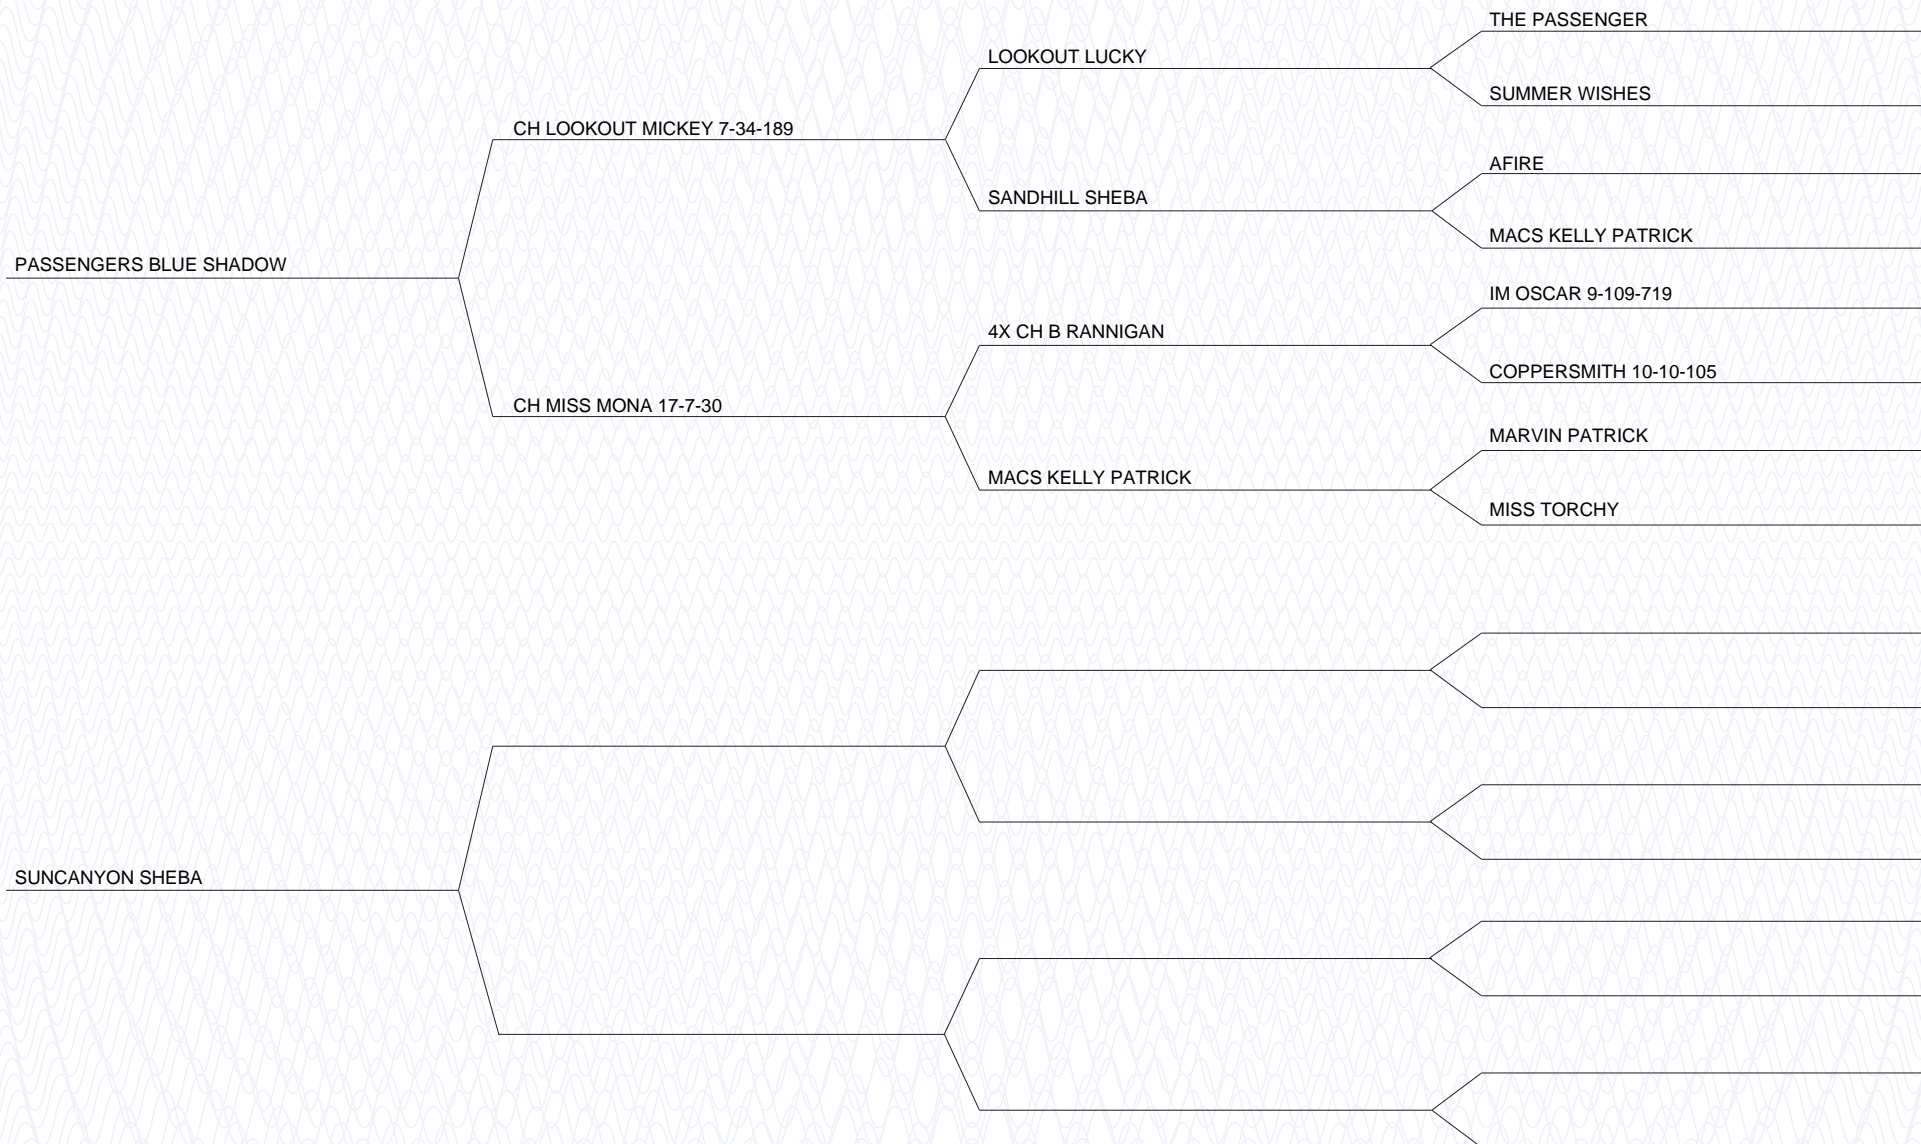 THE PASSENGER
LOOKOUT LUCKY
SUMMER WISHES
CH LOOKOUT MICKEY 7-34-189
AFIRE
SANDHILL SHEBA
MACS KELLY PATRICK
PASSENGERS BLUE SHADOW
IM OSCAR 9-109-719
4X CH B RANNIGAN
COPPERSMITH 10-10-105
CH MISS MONA 17-7-30
MARVIN PATRICK
MACS KELLY PATRICK
MISS TORCHY
SUNCANYON SHEBA